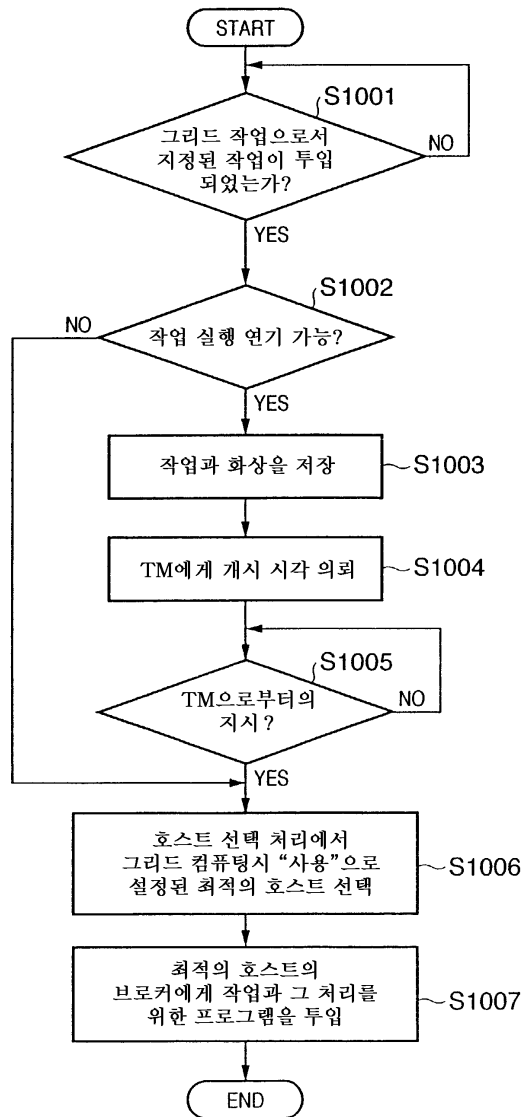 START
S1001
그리드 작업으로서
지정된 작업이 투입
되었는가?
NO
YES
S1002
NO
작업 실행 연기 가능?
YES
작업과 화상을 저장
S1003
TM에게 개시 시각 의뢰
S1004
S1005
TM으로부터의
지시?
NO
YES
호스트 선택 처리에서
그리드 컴퓨팅시 “사용”으로
설정된 최적의 호스트 선택
S1006
최적의 호스트의
브로커에게 작업과 그 처리를
위한 프로그램을 투입
S1007
END